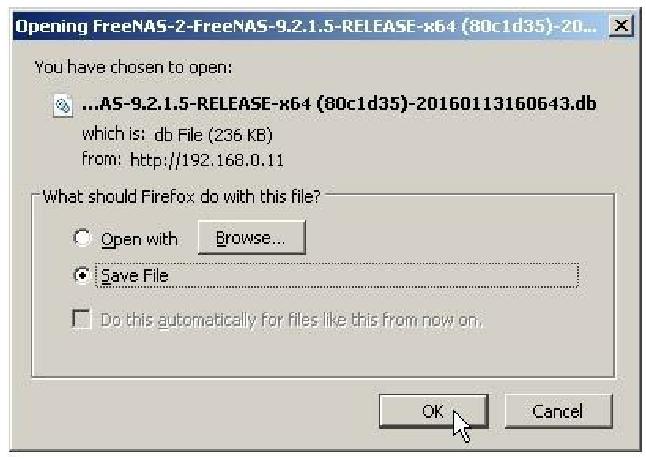 Opening FreeNAS-2-FreeNAS-9.2.1.5-RELEASE-x64 (80c1d35)-20...
You have chosen to open:
...AS-9.2.1.5-RELEASE-x64 (80c1d35)-20160113160643.db
which is: db File (236 KB)
from: http://192.168.0.11
What should Firefox do with this file?
Open with Browse...
Save File
Do this automatically for files like this from now on.
OK Cancel